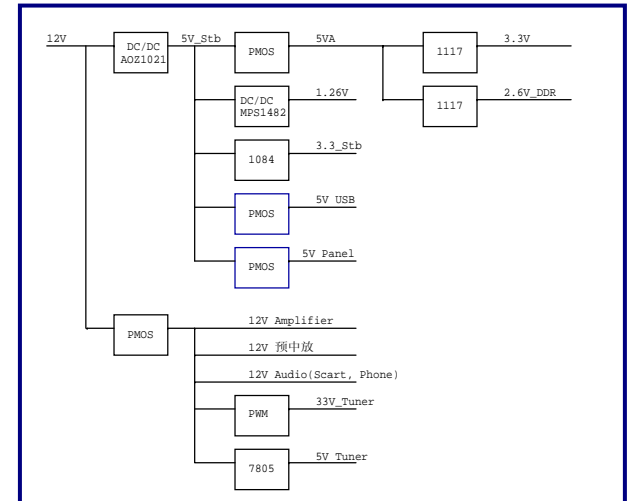 12V
DC/DC
AOZ1021
5V_Stb
PMOS
5VA
1117
3.3V
1117
2.6V_DDR
DC/DC
MPS1482
1.26V
1084
3.3_Stb
PMOS
5V USB
PMOS
5V Panel
PMOS
12V Amplifier
12V 预中放
12V Audio(Scart, Phone)
PWM
33V_Tuner
7805
5V Tuner